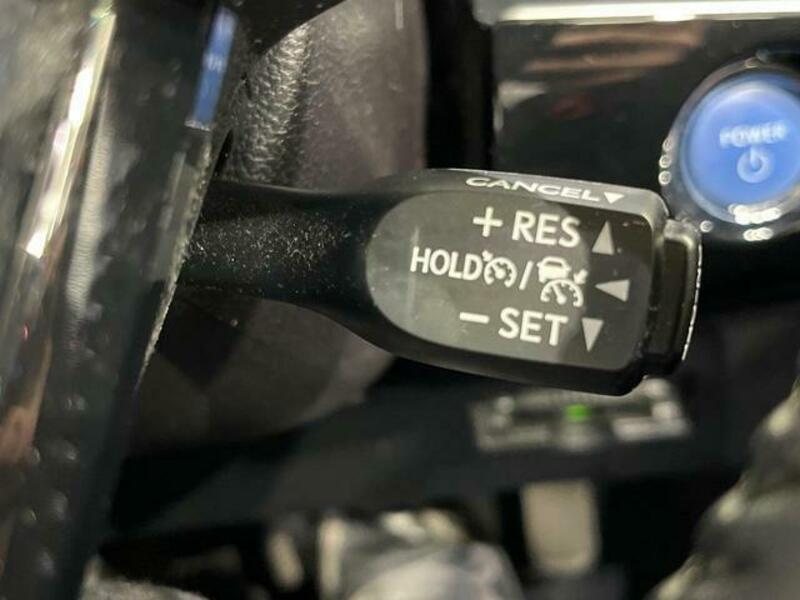 CANCEL▼
+ RES ▲
HOLD / ◀
− SET ▼
POWER